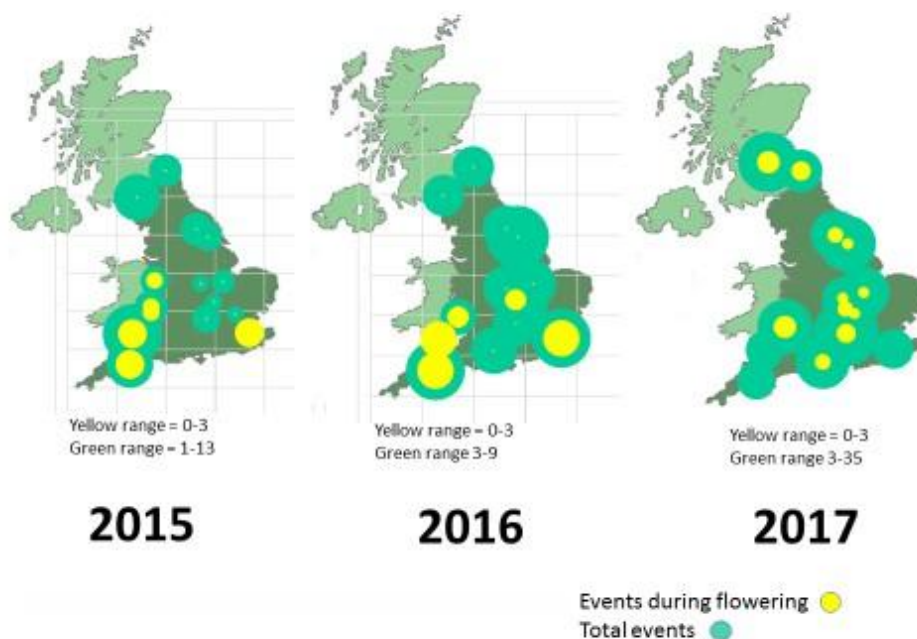 Yellow range = 0-3
Green range = 1-13
2015
Yellow range = 0-3
Green range 3-9
2016
Yellow range = 0-3
Green range 3-35
2017
Events during flowering
Total events